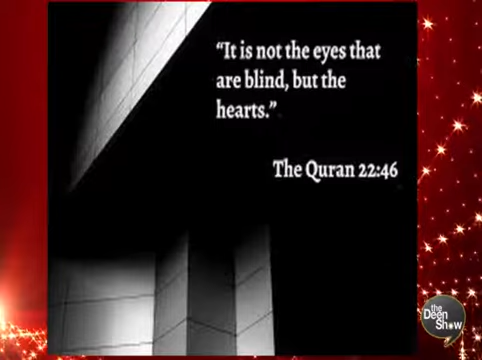 “It is not the eyes that
are blind, but the
hearts.”
The Quran 22:46
the
Deen
Show